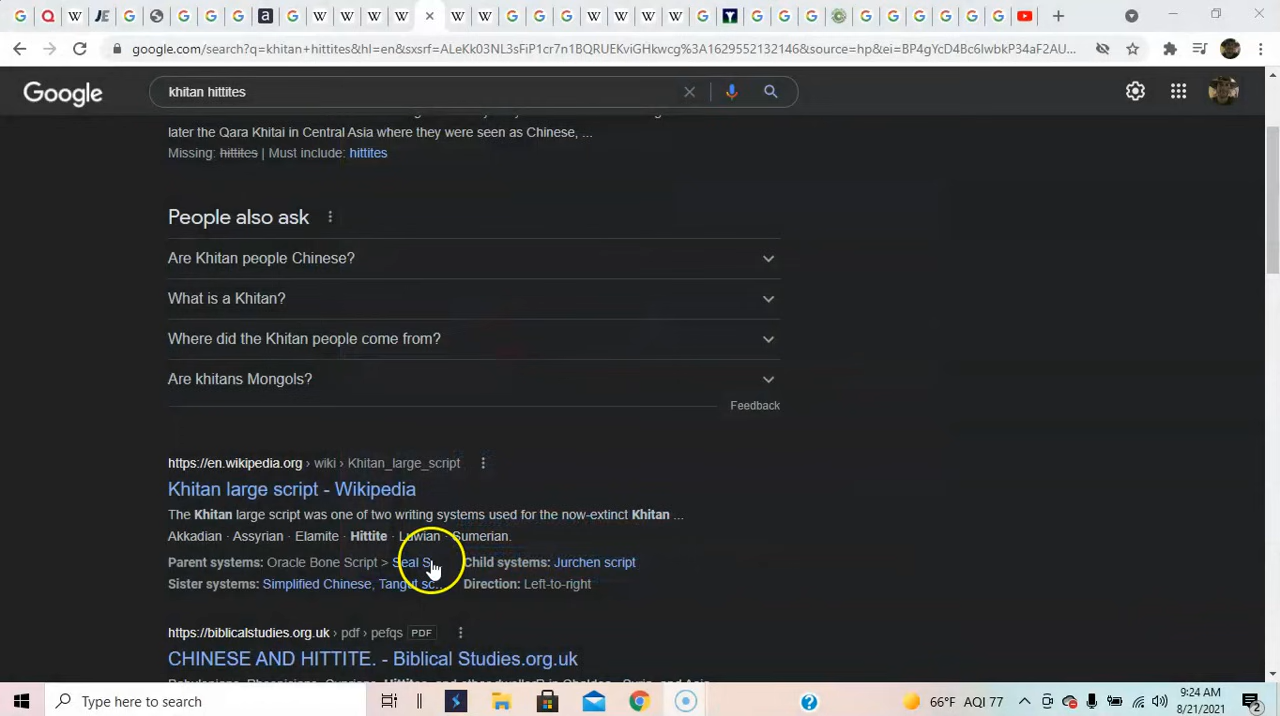 google.com/search?q=khitan+hittites&hl=en&sxsrf=ALeKk03NL3sFiP1cr7n1BQRUEKviGHkwcg%3A1629552132146&source=hp&ei=BP4gYcD4Bc6IwbkP34aF2AU...
Google
khitan hittites
later the Qara Khitai in Central Asia where they were seen as Chinese, ...
Missing: hittites | Must include: hittites
People also ask
Are Khitan people Chinese?
What is a Khitan?
Where did the Khitan people come from?
Are khitans Mongols?
Feedback
https://en.wikipedia.org › wiki › Khitan_large_script
Khitan large script - Wikipedia
The Khitan large script was one of two writing systems used for the now-extinct Khitan ...
Akkadian · Assyrian · Elamite · Hittite · Luwian · Sumerian.
Parent systems: Oracle Bone Script > Seal Child systems: Jurchen script
Sister systems: Simplified Chinese, Tangut sc... Direction: Left-to-right
https://biblicalstudies.org.uk › pdf › pefqs PDF
CHINESE AND HITTITE. - Biblical Studies.org.uk
Type here to search
66°F AQI 77
9:24 AM
8/21/2021